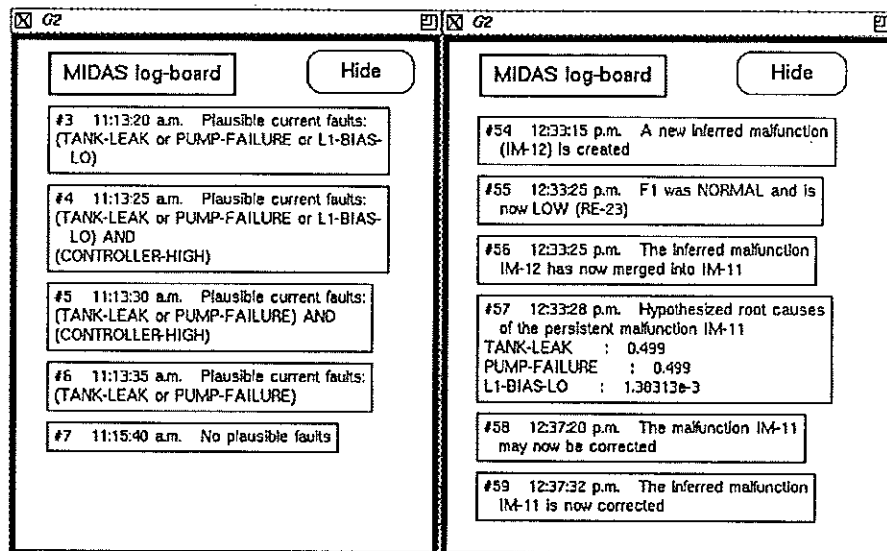 G2
MIDAS log-board
Hide
#3 11:13:20 a.m. Plausible current faults:
(TANK-LEAK or PUMP-FAILURE or L1-BIAS-
LO)
#4 11:13:25 a.m. Plausible current faults:
(TANK-LEAK or PUMP-FAILURE or L1-BIAS-
LO) AND
(CONTROLLER-HIGH)
#5 11:13:30 a.m. Plausible current faults:
(TANK-LEAK or PUMP-FAILURE) AND
(CONTROLLER-HIGH)
#6 11:13:35 a.m. Plausible current faults:
(TANK-LEAK or PUMP-FAILURE)
#7 11:15:40 a.m. No plausible faults
G2
MIDAS log-board
Hide
#54 12:33:15 p.m. A new inferred malfunction
(IM-12) is created
#55 12:33:25 p.m. F1 was NORMAL and is
now LOW (RE-23)
#56 12:33:25 p.m. The inferred malfunction
IM-12 has now merged into IM-11
#57 12:33:28 p.m. Hypothesized root causes
of the persistent malfunction IM-11
TANK-LEAK : 0.499
PUMP-FAILURE : 0.499
L1-BIAS-LO : 1.38313e-3
#58 12:37:20 p.m. The malfunction IM-11
may now be corrected
#59 12:37:32 p.m. The inferred malfunction
IM-11 is now corrected